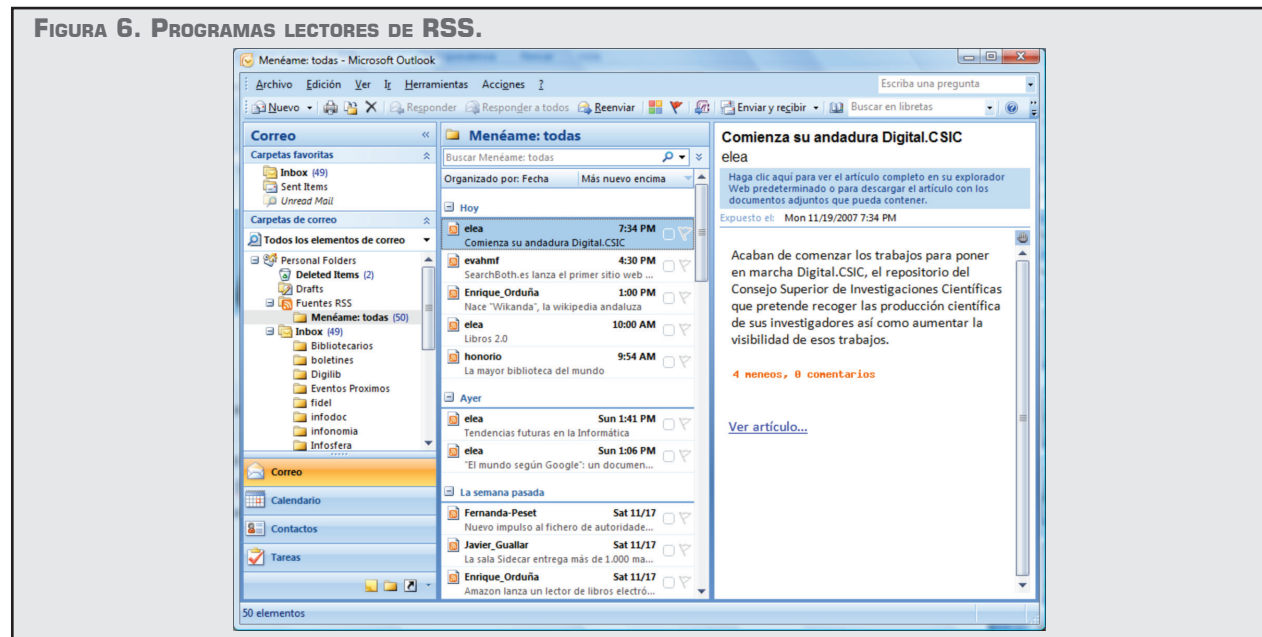 FIGURA 6. PROGRAMAS LECTORES DE RSS.
Menéame: todas - Microsoft Outlook
Archivo Edición Ver Ir Herramientas Acciones ?
Escriba una pregunta
Nuevo Responder Responder a todos Reenviar Enviar y recibir Buscar en libretas
Correo
Carpetas favoritas
Inbox (49)
Sent Items
Unread Mail
Carpetas de correo
Todos los elementos de correo
Personal Folders
Deleted Items (2)
Drafts
Fuentes RSS
Menéame: todas (50)
Inbox (49)
Bibliotecarios
boletines
Digilib
Eventos Proximos
fidel
infodoc
infonomia
Infosfera
Correo
Calendario
Contactos
Tareas
50 elementos
Menéame: todas
Buscar Menéame: todas
Organizado por: Fecha Más nuevo encima
Hoy
elea 7:34 PM
Comienza su andadura Digital.CSIC
evahmf 4:30 PM
SearchBoth.es lanza el primer sitio web ...
Enrique_Orduña 1:00 PM
Nace "Wikanda", la wikipedia andaluza
elea 10:00 AM
Libros 2.0
honorio 9:54 AM
La mayor biblioteca del mundo
Ayer
elea Sun 1:41 PM
Tendencias futuras en la Informática
elea Sun 1:06 PM
"El mundo según Google": un documen...
La semana pasada
Fernanda-Peset Sat 11/17
Nuevo impulso al fichero de autoridade...
Javier_Guallar Sat 11/17
La sala Sidecar entrega más de 1.000 ma...
Enrique_Orduña Sat 11/17
Amazon lanza un lector de libros electró...
Comienza su andadura Digital.CSIC
elea
Haga clic aquí para ver el artículo completo en su explorador
Web predeterminado o para descargar el artículo con los
documentos adjuntos que pueda contener.
Expuesto el: Mon 11/19/2007 7:34 PM
Acaban de comenzar los trabajos para poner
en marcha Digital.CSIC, el repositorio del
Consejo Superior de Investigaciones Científicas
que pretende recoger las producción científica
de sus investigadores así como aumentar la
visibilidad de esos trabajos.
4 meneos, 0 comentarios
Ver artículo...